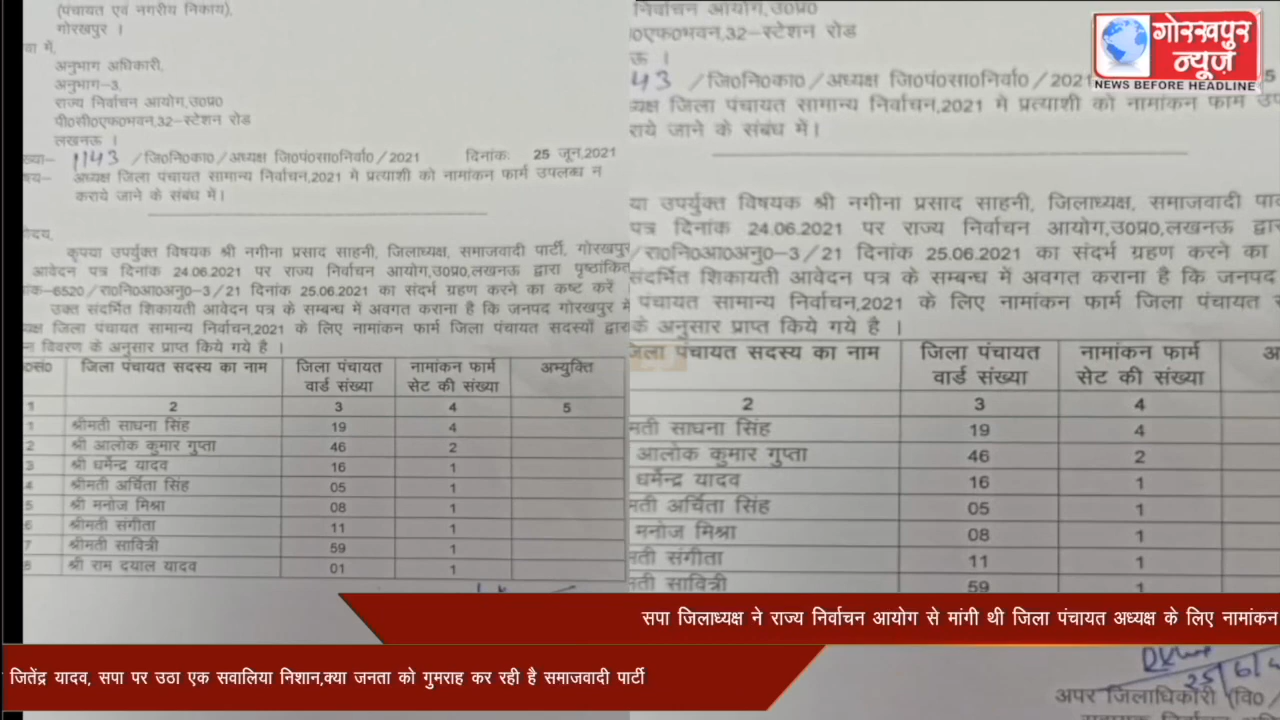 (पंचायत एवं नगरीय निकाय),
गोरखपुर ।
अनुभाग अधिकारी,
अनुभाग-3,
राज्य निर्वाचन आयोग,उ0प्र0
पी0सी0एफ0भवन,32-स्टेशन रोड
लखनऊ ।
1143 /जि0नि0का0/अध्यक्ष जि0पं0सा0निर्वा0/2021 दिनांकः 25 जून,2021
अध्यक्ष जिला पंचायत सामान्य निर्वाचन,2021 मे प्रत्याशी को नामांकन फार्म उपलब्ध न
कराये जाने के संबंध में।
कृपया उपर्युक्त विषयक श्री नगीना प्रसाद साहनी, जिलाध्यक्ष, समाजवादी पार्टी, गोरखपुर
आवेदन पत्र दिनांक 24.06.2021 पर राज्य निर्वाचन आयोग,उ0प्र0,लखनऊ द्वारा पृष्ठांकित
6520/रा0नि0आ0अनु0-3/21 दिनांक 25.06.2021 का संदर्भ ग्रहण करने का कष्ट करें
उक्त संदर्भित शिकायती आवेदन पत्र के सम्बन्ध में अवगत कराना है कि जनपद गोरखपुर में
जिला पंचायत सामान्य निर्वाचन,2021 के लिए नामांकन फार्म जिला पंचायत सदस्यों द्वारा
विवरण के अनुसार प्राप्त किये गये है ।
जिला पंचायत सदस्य का नाम जिला पंचायत वार्ड संख्या नामांकन फार्म सेट की संख्या अभ्युक्ति
1 2 3 4 5
1 श्रीमती साधना सिंह 19 4
2 श्री आलोक कुमार गुप्ता 46 2
3 श्री धर्मेन्द्र यादव 16 1
4 श्रीमती अर्चिता सिंह 05 1
5 श्री मनोज मिश्रा 08 1
6 श्रीमती संगीता 11 1
7 श्रीमती सावित्री 59 1
8 श्री राम दयाल यादव 01 1
निर्वाचन आयोग,उ0प्र0
0एफ0भवन,32-स्टेशन रोड
43 /जि0नि0का0/अध्यक्ष जि0पं0सा0निर्वा0/2021
जिला पंचायत सामान्य निर्वाचन,2021 मे प्रत्याशी को नामांकन फार्म
जाने के संबंध में।
उपर्युक्त विषयक श्री नगीना प्रसाद साहनी, जिलाध्यक्ष, समाजवादी
पत्र दिनांक 24.06.2021 पर राज्य निर्वाचन आयोग,उ0प्र0,लखनऊ
/रा0नि0आ0अनु0-3/21 दिनांक 25.06.2021 का संदर्भ ग्रहण करने का
संदर्भित शिकायती आवेदन पत्र के सम्बन्ध में अवगत कराना है कि जनपद
पंचायत सामान्य निर्वाचन,2021 के लिए नामांकन फार्म जिला पंचायत
के अनुसार प्राप्त किये गये है ।
जिला पंचायत सदस्य का नाम जिला पंचायत वार्ड संख्या नामांकन फार्म सेट की संख्या
2 3 4
साधना सिंह 19 4
आलोक कुमार गुप्ता 46 2
धर्मेन्द्र यादव 16 1
अर्चिता सिंह 05 1
मनोज मिश्रा 08 1
संगीता 11 1
सावित्री 59 1
अपर जिलाधिकारी (वि0/
गोरखपुर
न्यूज़
NEWS BEFORE HEADLINE
सपा जिलाध्यक्ष ने राज्य निर्वाचन आयोग से मांगी थी जिला पंचायत अध्यक्ष के लिए नामांकन
जितेंद्र यादव, सपा पर उठा एक सवालिया निशान,क्या जनता को गुमराह कर रही है समाजवादी पार्टी